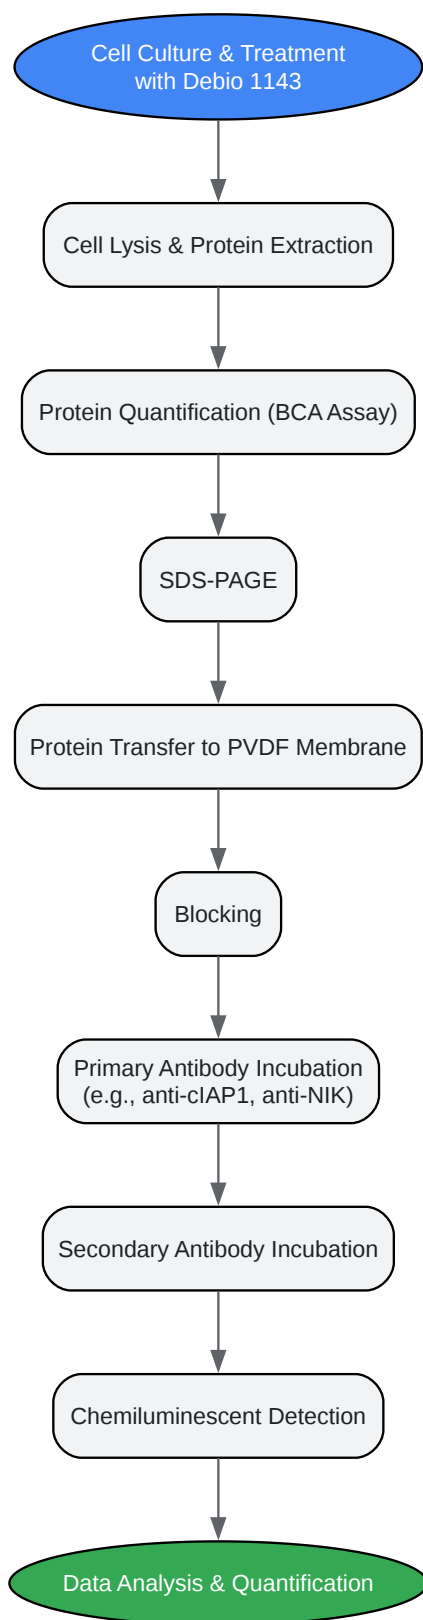 Cell Culture & Treatment
with Debio 1143
Cell Lysis & Protein Extraction
Protein Quantification (BCA Assay)
SDS-PAGE
Protein Transfer to PVDF Membrane
Blocking
Primary Antibody Incubation
(e.g., anti-cIAP1, anti-NIK)
Secondary Antibody Incubation
Chemiluminescent Detection
Data Analysis & Quantification